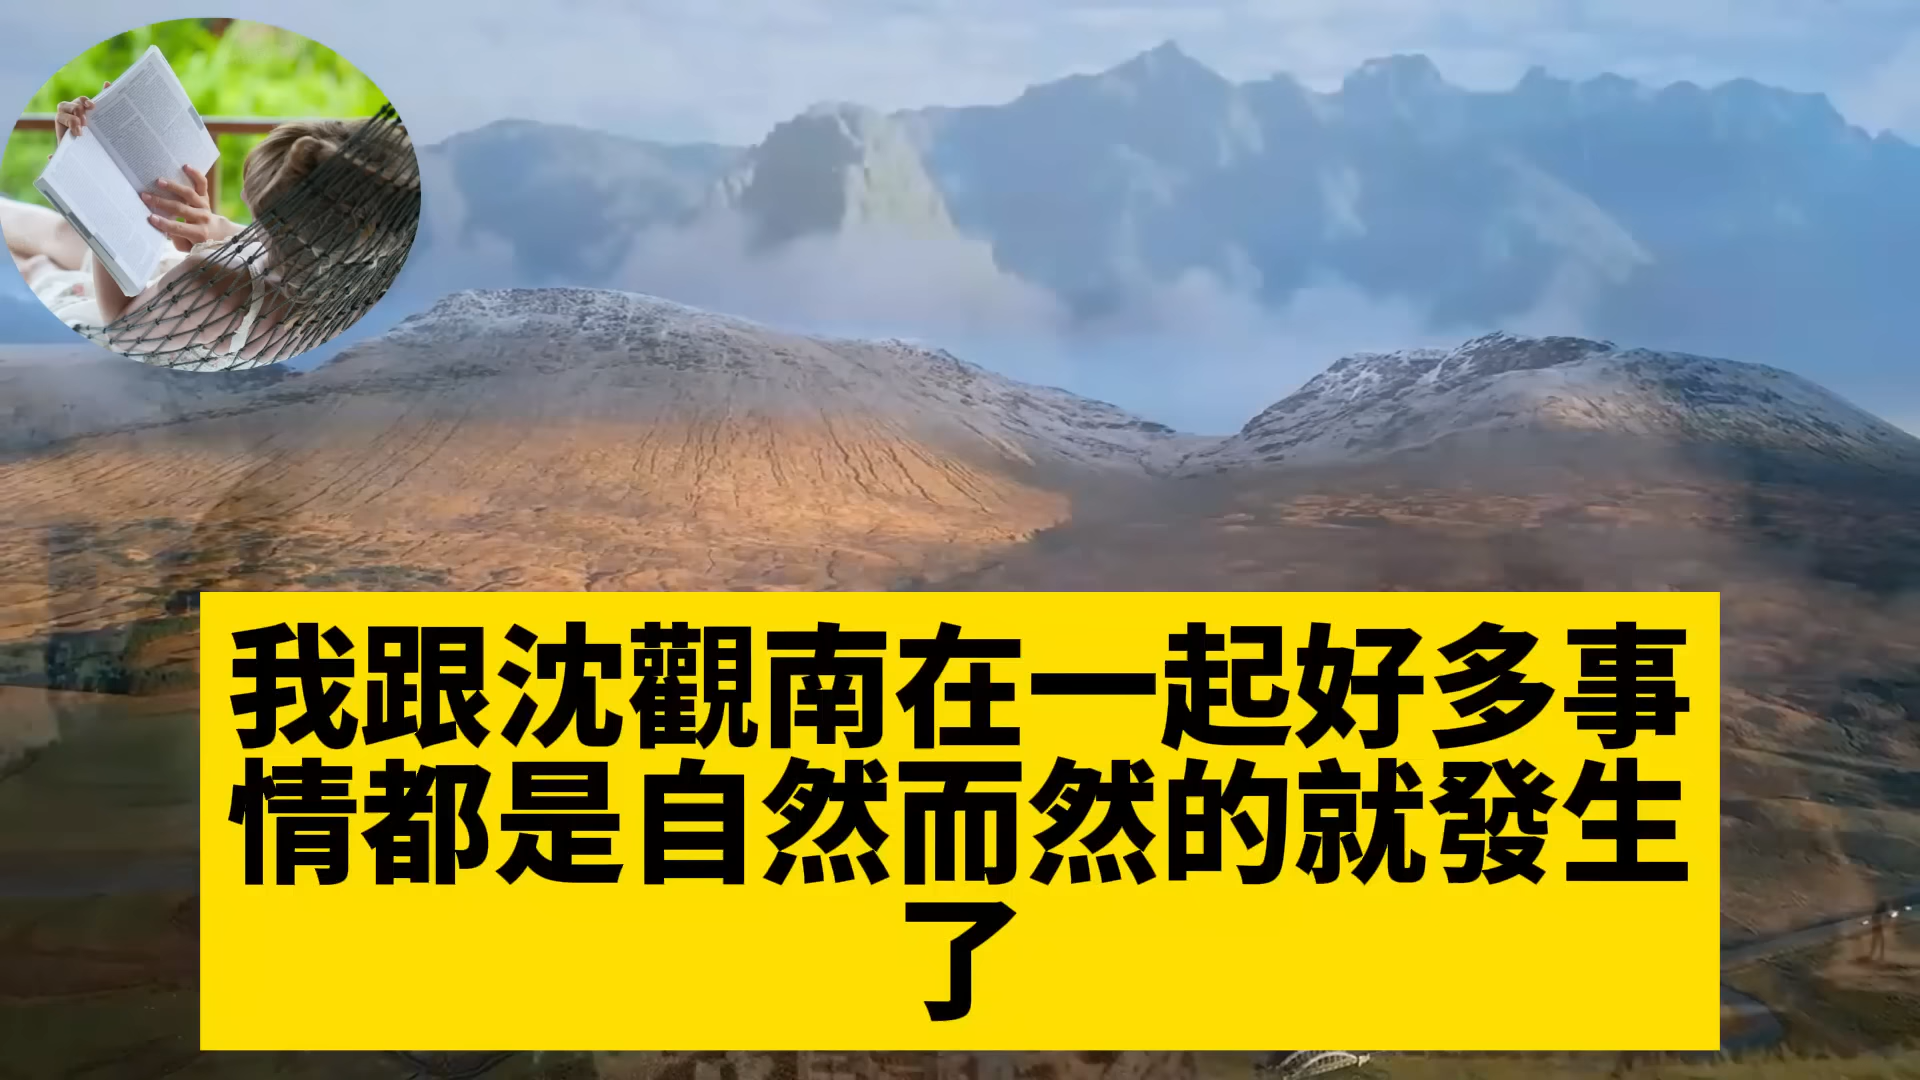 我跟沈觀南在一起好多事
情都是自然而然的就發生
了